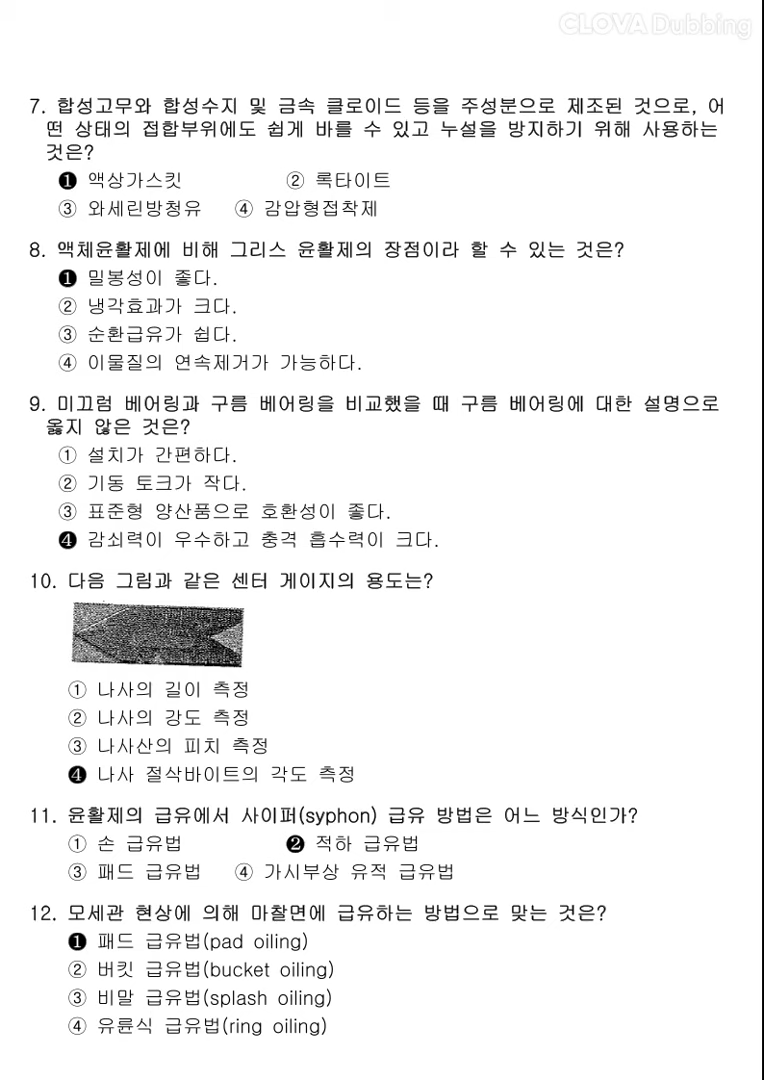 CLOVA Dubbing
7. 합성고무와 합성수지 및 금속 클로이드 등을 주성분으로 제조된 것으로, 어
떤 상태의 접합부위에도 쉽게 바를 수 있고 누설을 방지하기 위해 사용하는
것은?
❶ 액상가스킷 ② 록타이트
③ 와세린방청유 ④ 감압형접착제
8. 액체윤활제에 비해 그리스 윤활제의 장점이라 할 수 있는 것은?
❶ 밀봉성이 좋다.
② 냉각효과가 크다.
③ 순환급유가 쉽다.
④ 이물질의 연속제거가 가능하다.
9. 미끄럼 베어링과 구름 베어링을 비교했을 때 구름 베어링에 대한 설명으로
옳지 않은 것은?
① 설치가 간편하다.
② 기동 토크가 작다.
③ 표준형 양산품으로 호환성이 좋다.
❹ 감쇠력이 우수하고 충격 흡수력이 크다.
10. 다음 그림과 같은 센터 게이지의 용도는?
① 나사의 길이 측정
② 나사의 강도 측정
③ 나사산의 피치 측정
❹ 나사 절삭바이트의 각도 측정
11. 윤활제의 급유에서 사이퍼(syphon) 급유 방법은 어느 방식인가?
① 손 급유법 ❷ 적하 급유법
③ 패드 급유법 ④ 가시부상 유적 급유법
12. 모세관 현상에 의해 마찰면에 급유하는 방법으로 맞는 것은?
❶ 패드 급유법(pad oiling)
② 버킷 급유법(bucket oiling)
③ 비말 급유법(splash oiling)
④ 유륜식 급유법(ring oiling)